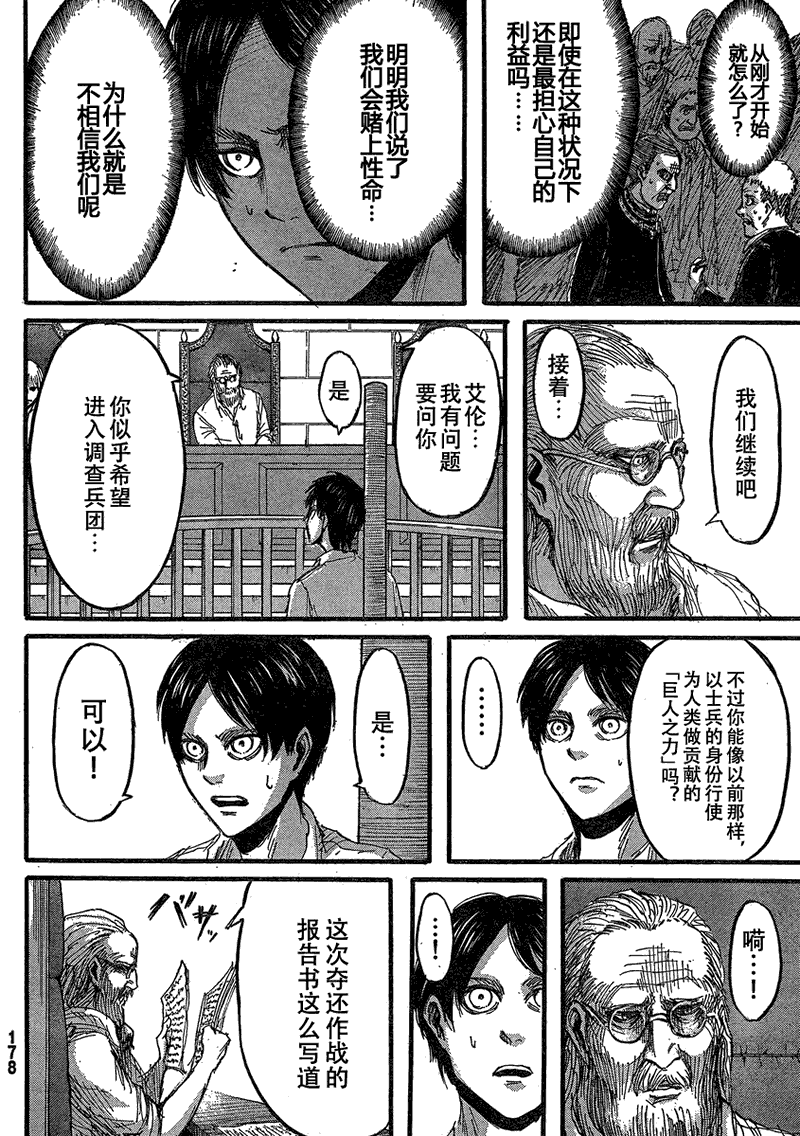 从刚才开始
就怎么了？
即使在这种状况下
还是最担心自己的
利益吗……
明明我们说了
我们会赌上性命
…
为什么就是
不相信我们呢
我们继续吧
接着…
艾伦…
我有问题
要问你
是
你似乎希望
进入调查兵团…
不过你能像以前那样，
以士兵的身份行使
为人类做贡献的
「巨人之力」吗？
……
是…
可以！
嗬…！
…！
这次夺还作战的
报告书这么写道
ガサッ
178